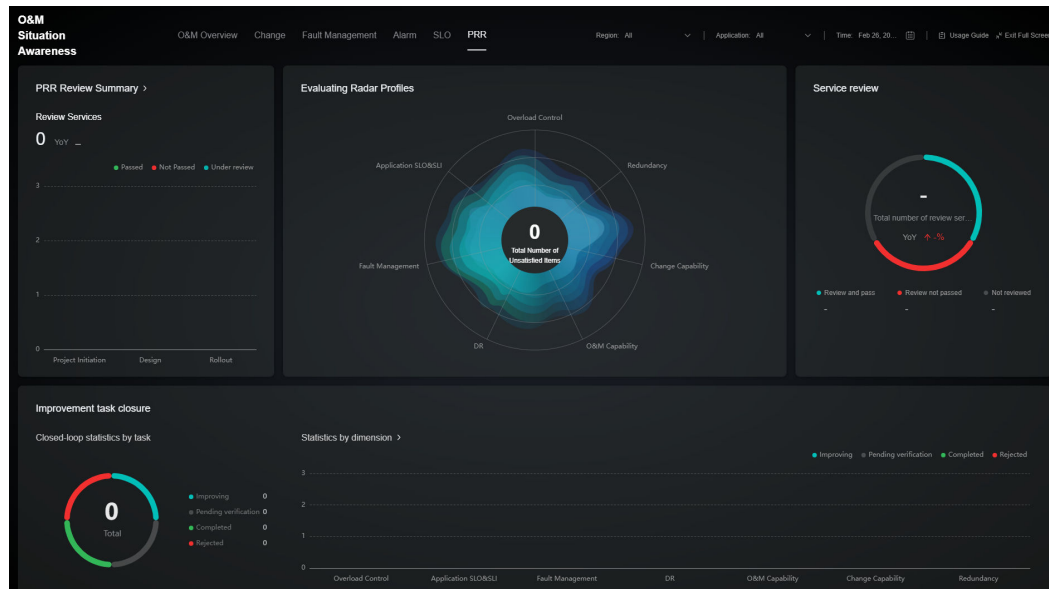 O&M
Situation
Awareness
O&M Overview Change Fault Management Alarm SLO PRR
Region: All
Application: All
Time: Feb 26, 20...
Usage Guide
Exit Full Screen
PRR Review Summary >
Review Services
0 YoY _
Passed Not Passed Under review
3
2
1
0
Project Initiation Design Rollout
Evaluating Radar Profiles
Overload Control
Application SLO&SLI
Redundancy
0
Total Number of
Unsatisfied Items
Fault Management
Change Capability
DR
O&M Capability
Service review
-
Total number of review ser...
YoY ↑ -%
Review and pass Review not passed Not reviewed
- - -
Improvement task closure
Closed-loop statistics by task
0
Total
Improving 0
Pending verification 0
Completed 0
Rejected 0
Statistics by dimension >
Improving Pending verification Completed Rejected
3
2
1
0
Overload Control Application SLO&SLI Fault Management DR O&M Capability Change Capability Redundancy